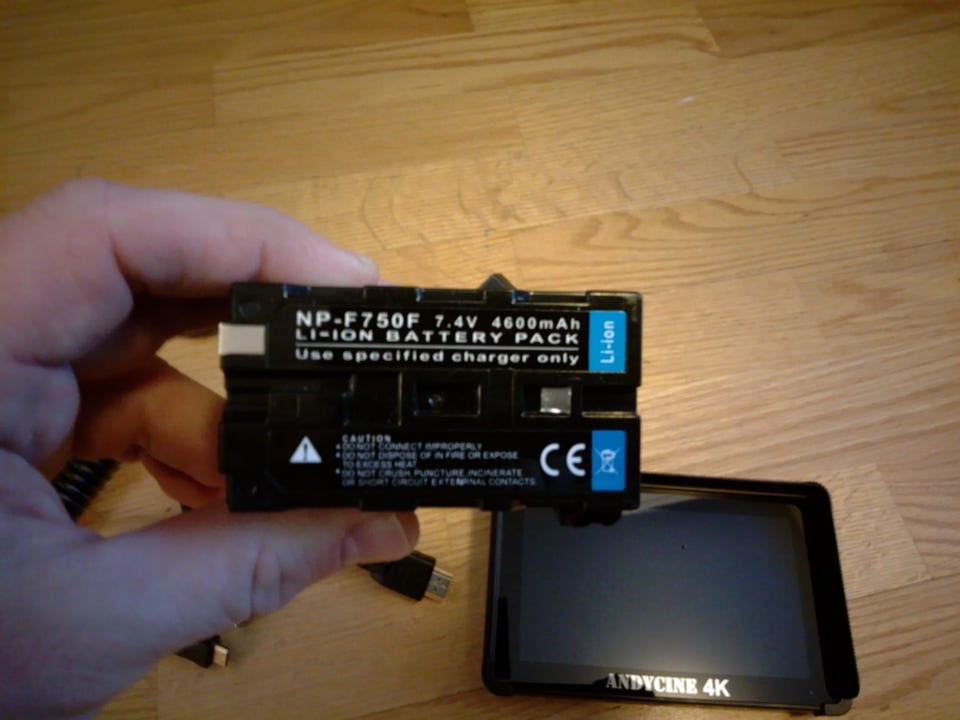 NP-F750F 7.4V 4600mAh
LI-ION BATTERY PACK
Use specified charger only
Li-ion
CAUTION
DO NOT CONNECT IMPROPERLY
DO NOT DISPOSE OF IN FIRE OR EXPOSE
TO EXCESS HEAT
DO NOT CRUSH, PUNCTURE, INCINERATE
OR SHORT CIRCUIT EXTERNAL CONTACTS
CE
ANDYCINE 4K